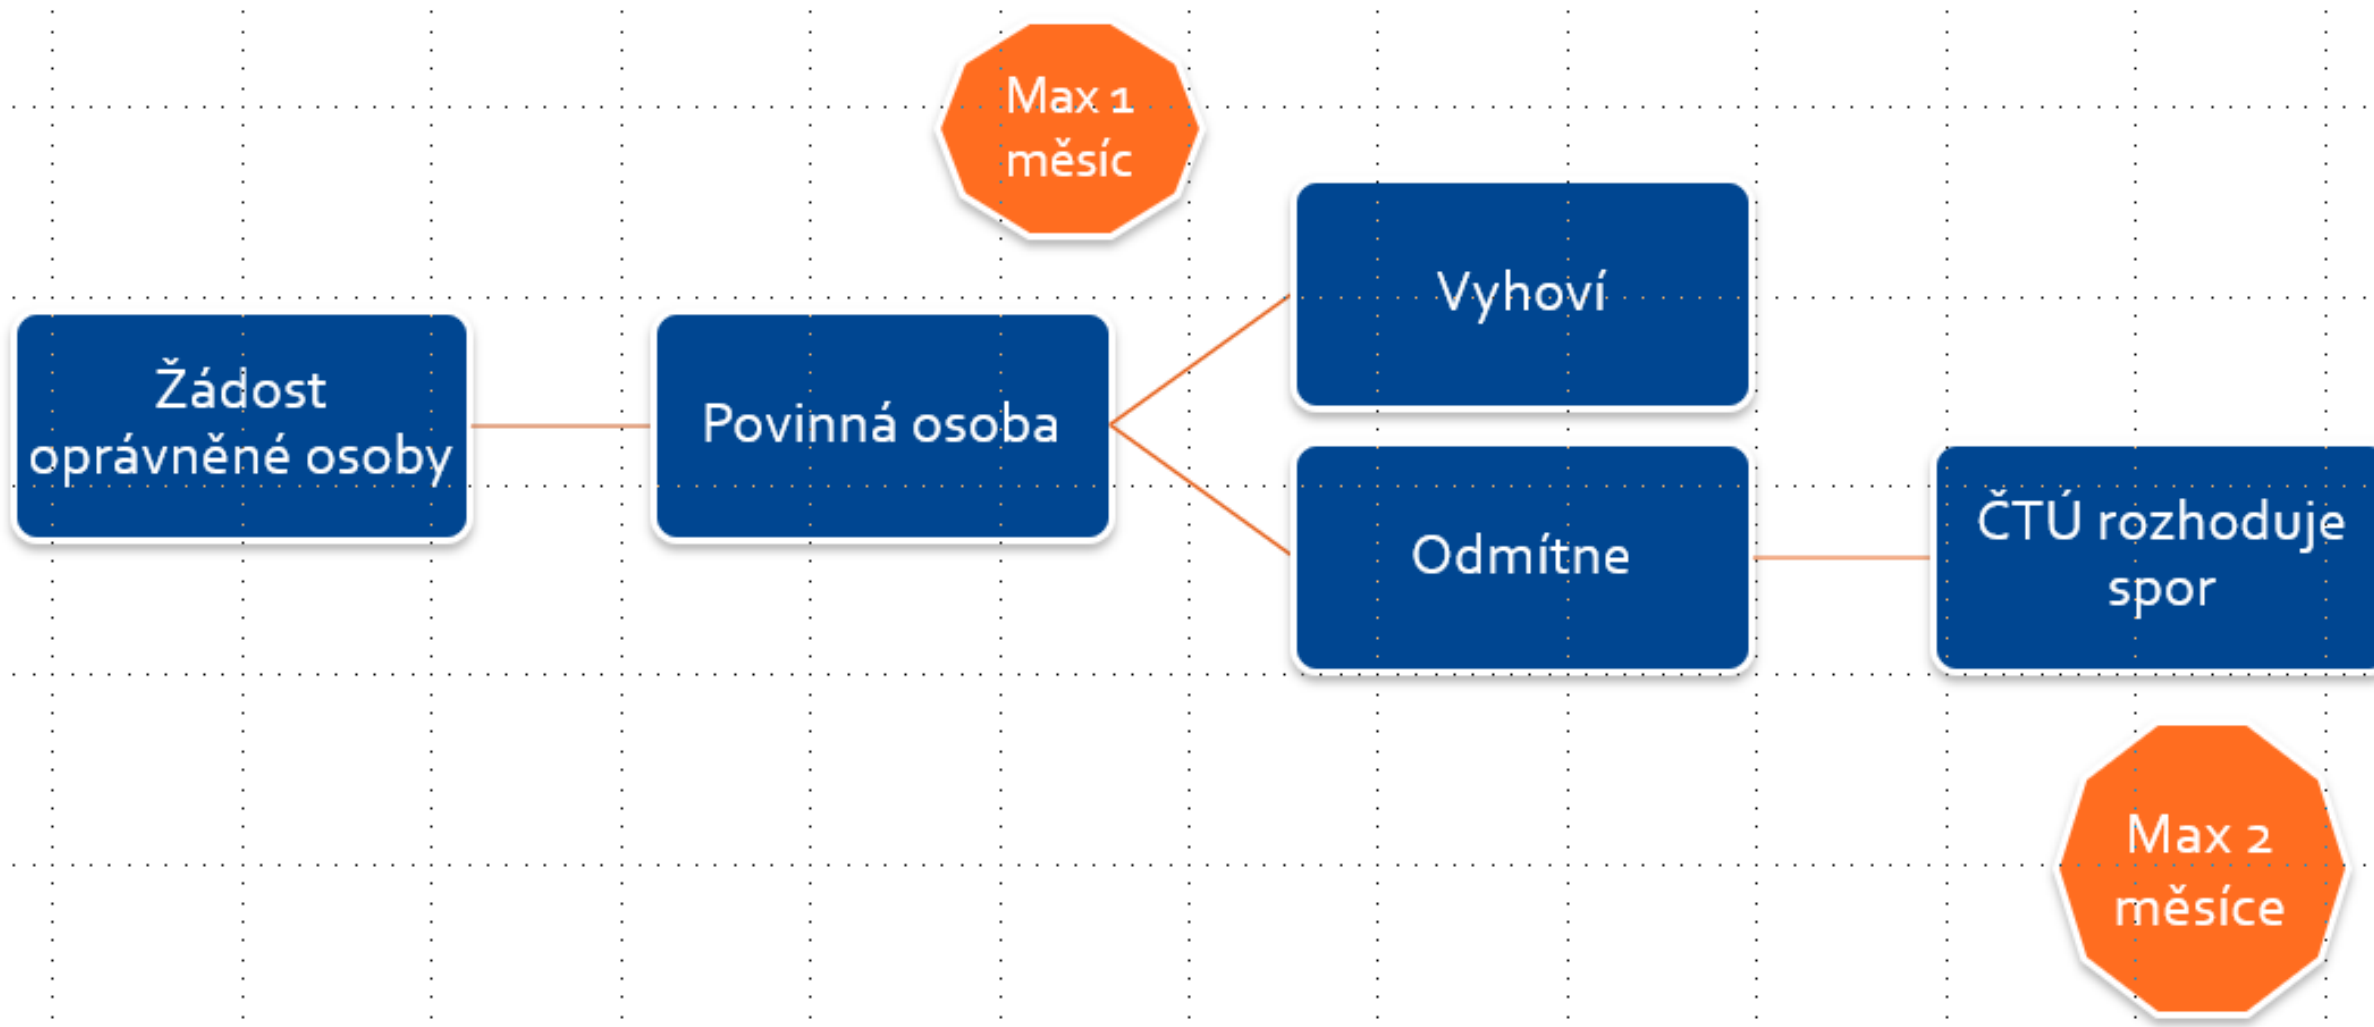 Max 1
měsíc
Vyhoví
Žádost
oprávněné osoby
Povinná osoba
Odmítne
ČTÚ rozhoduje
spor
Max 2
měsíce